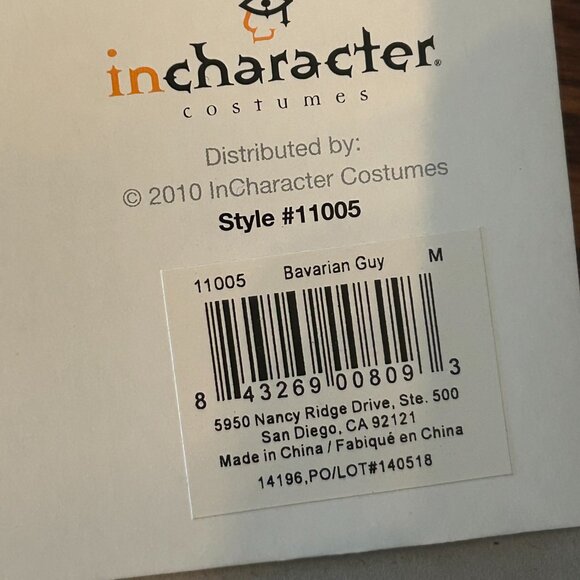 incharacter®
costumes
Distributed by:
© 2010 InCharacter Costumes
Style #11005
11005 Bavarian Guy M
8 43269 00809 3
5950 Nancy Ridge Drive, Ste. 500
San Diego, CA 92121
Made in China / Fabiqué en China
14196,PO/LOT#140518